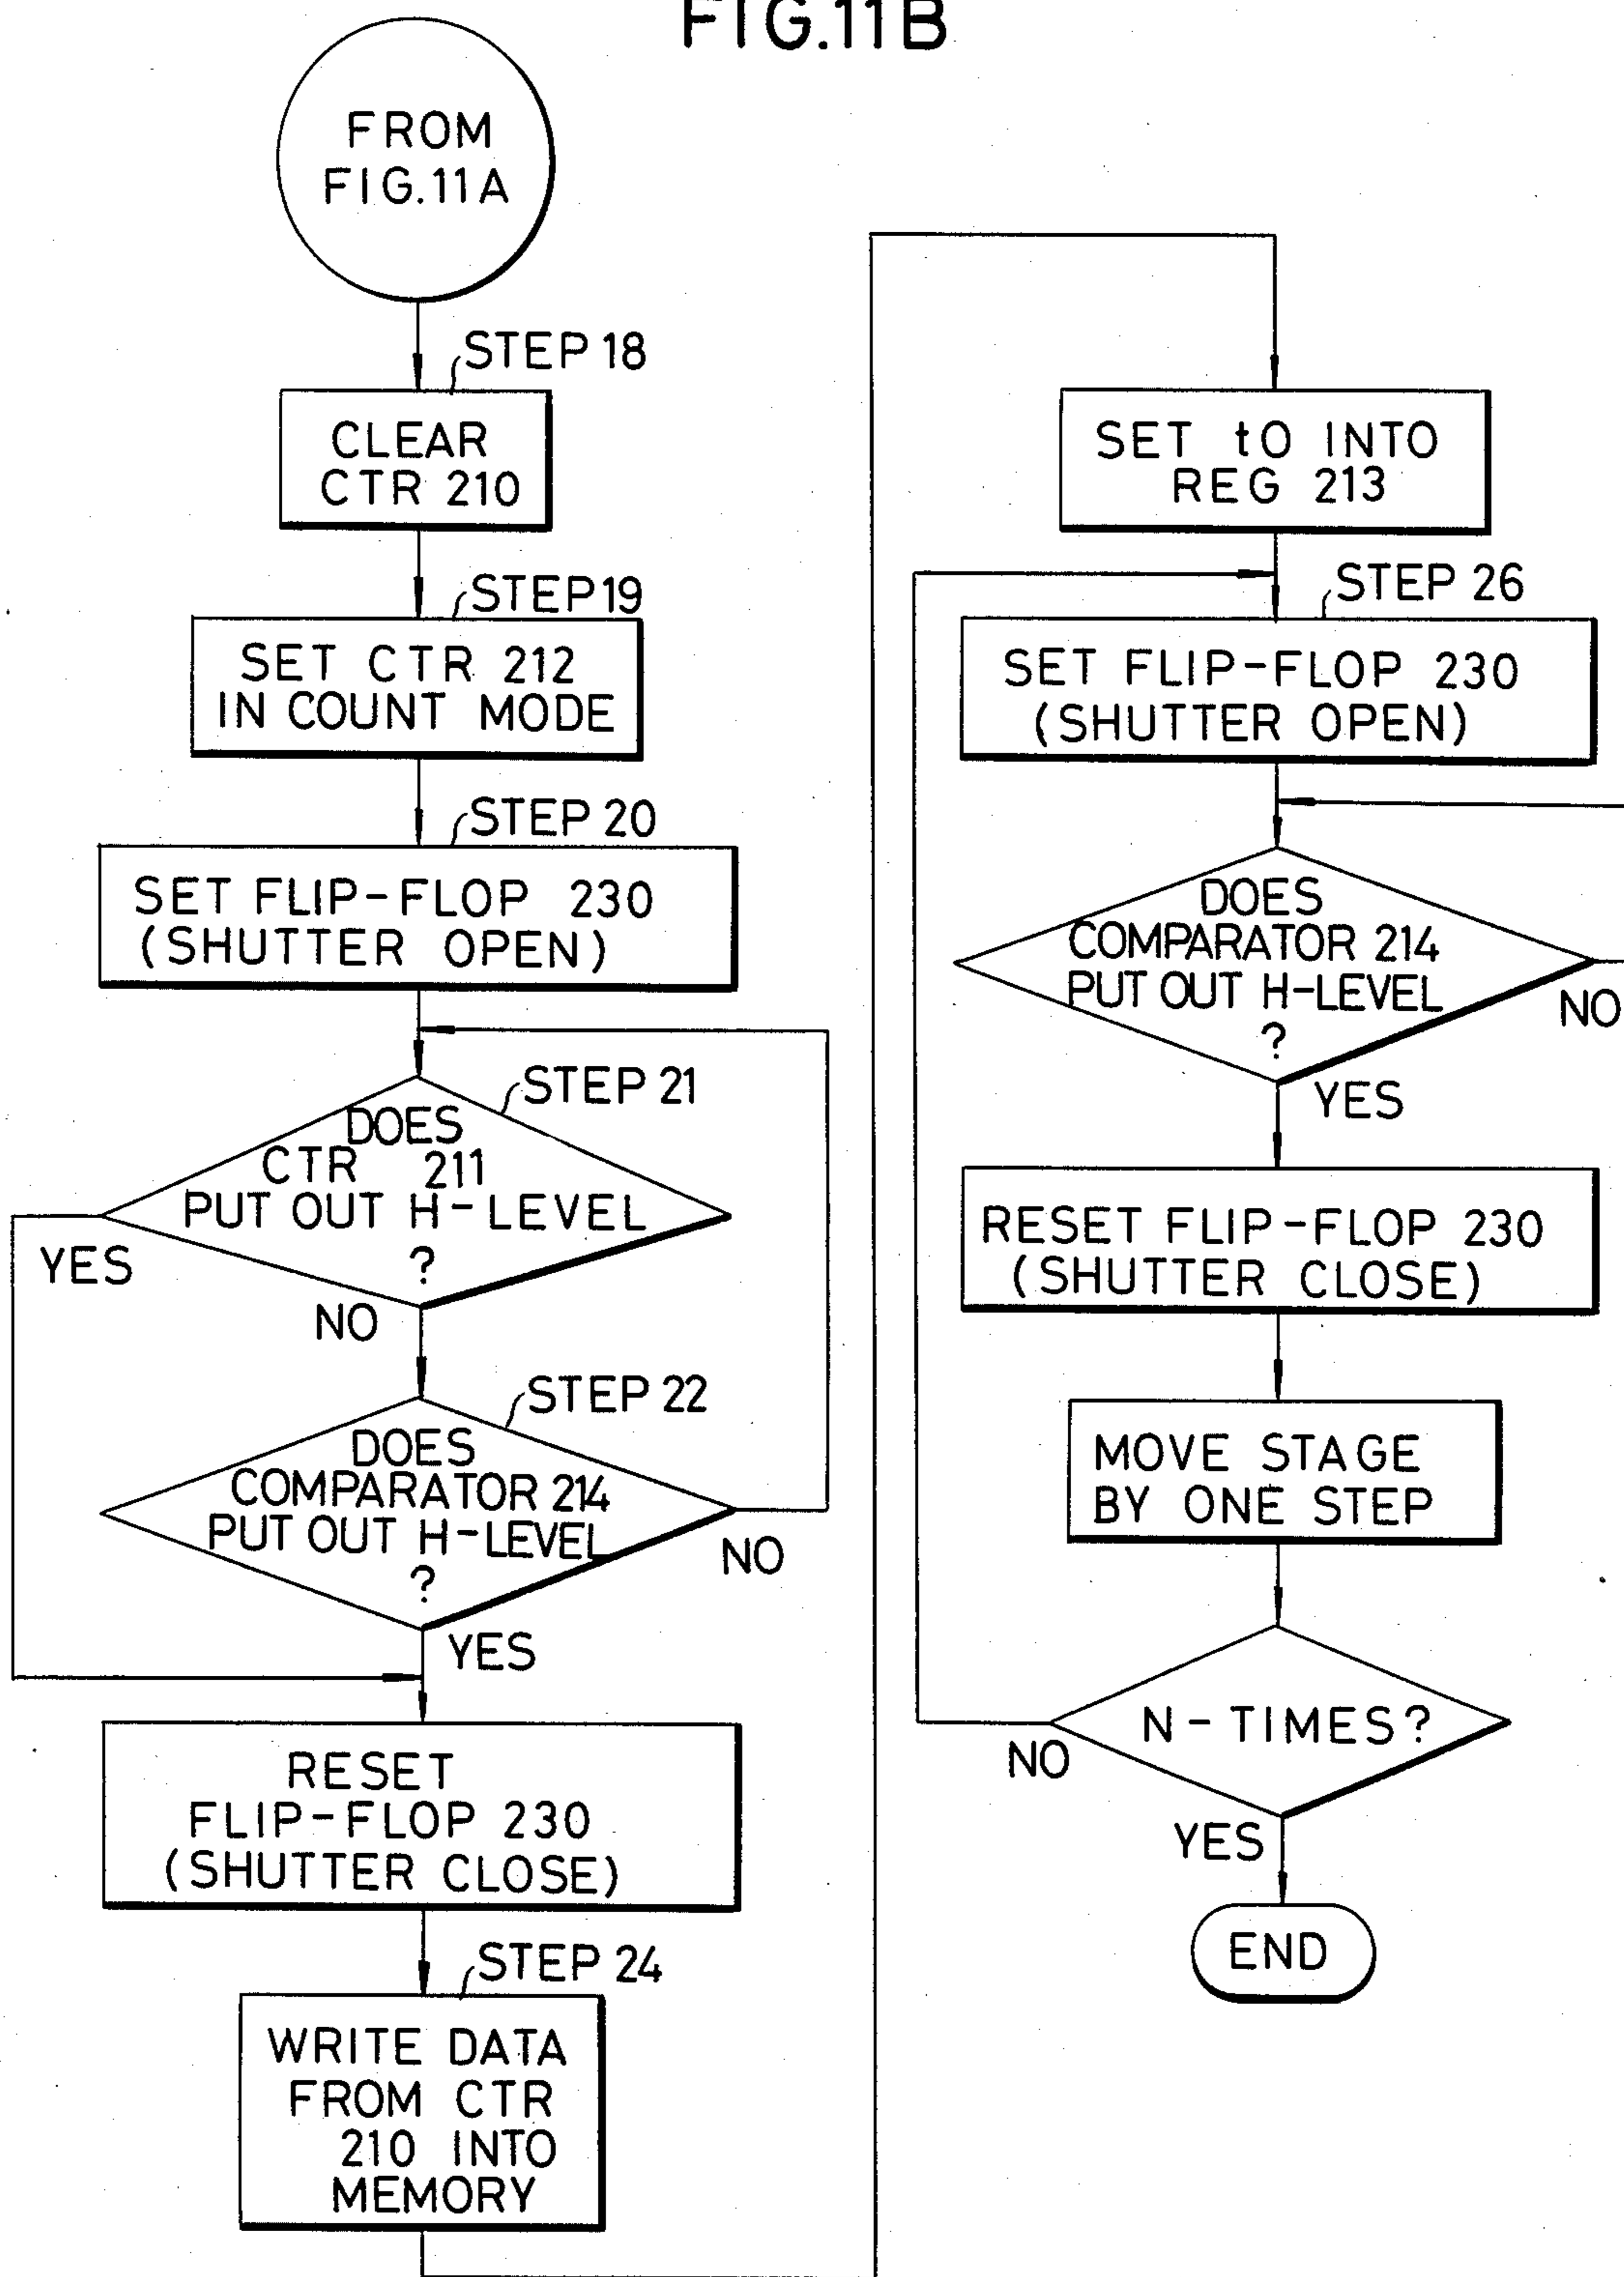 FIG.11B
FROM
FIG.11A
STEP 18
CLEAR
CTR 210
STEP 19
SET CTR 212
IN COUNT MODE
STEP 20
SET FLIP-FLOP 230
(SHUTTER OPEN)
STEP 21
DOES
CTR 211
PUT OUT H-LEVEL
?
YES
NO
STEP 22
DOES
COMPARATOR 214
PUT OUT H-LEVEL
?
NO
YES
RESET
FLIP-FLOP 230
(SHUTTER CLOSE)
STEP 24
WRITE DATA
FROM CTR
210 INTO
MEMORY
SET tO INTO
REG 213
STEP 26
SET FLIP-FLOP 230
(SHUTTER OPEN)
DOES
COMPARATOR 214
PUT OUT H-LEVEL
?
NO
YES
RESET FLIP-FLOP 230
(SHUTTER CLOSE)
MOVE STAGE
BY ONE STEP
N-TIMES?
NO
YES
END